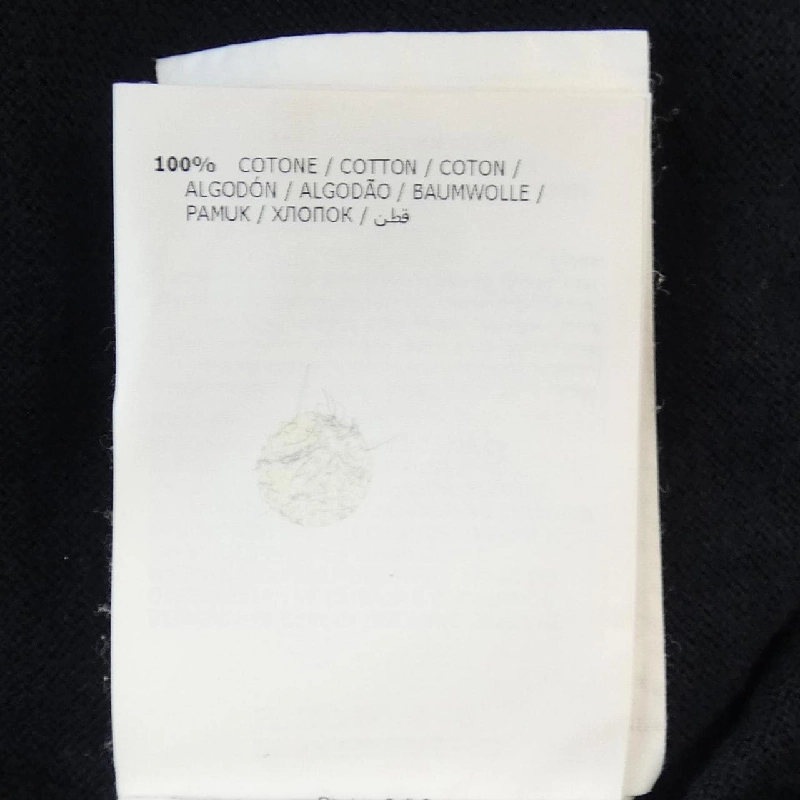 100% COTONE / COTTON / COTON /
ALGODÓN / ALGODÃO / BAUMWOLLE /
PAMUK / ХЛОПОК / قطن